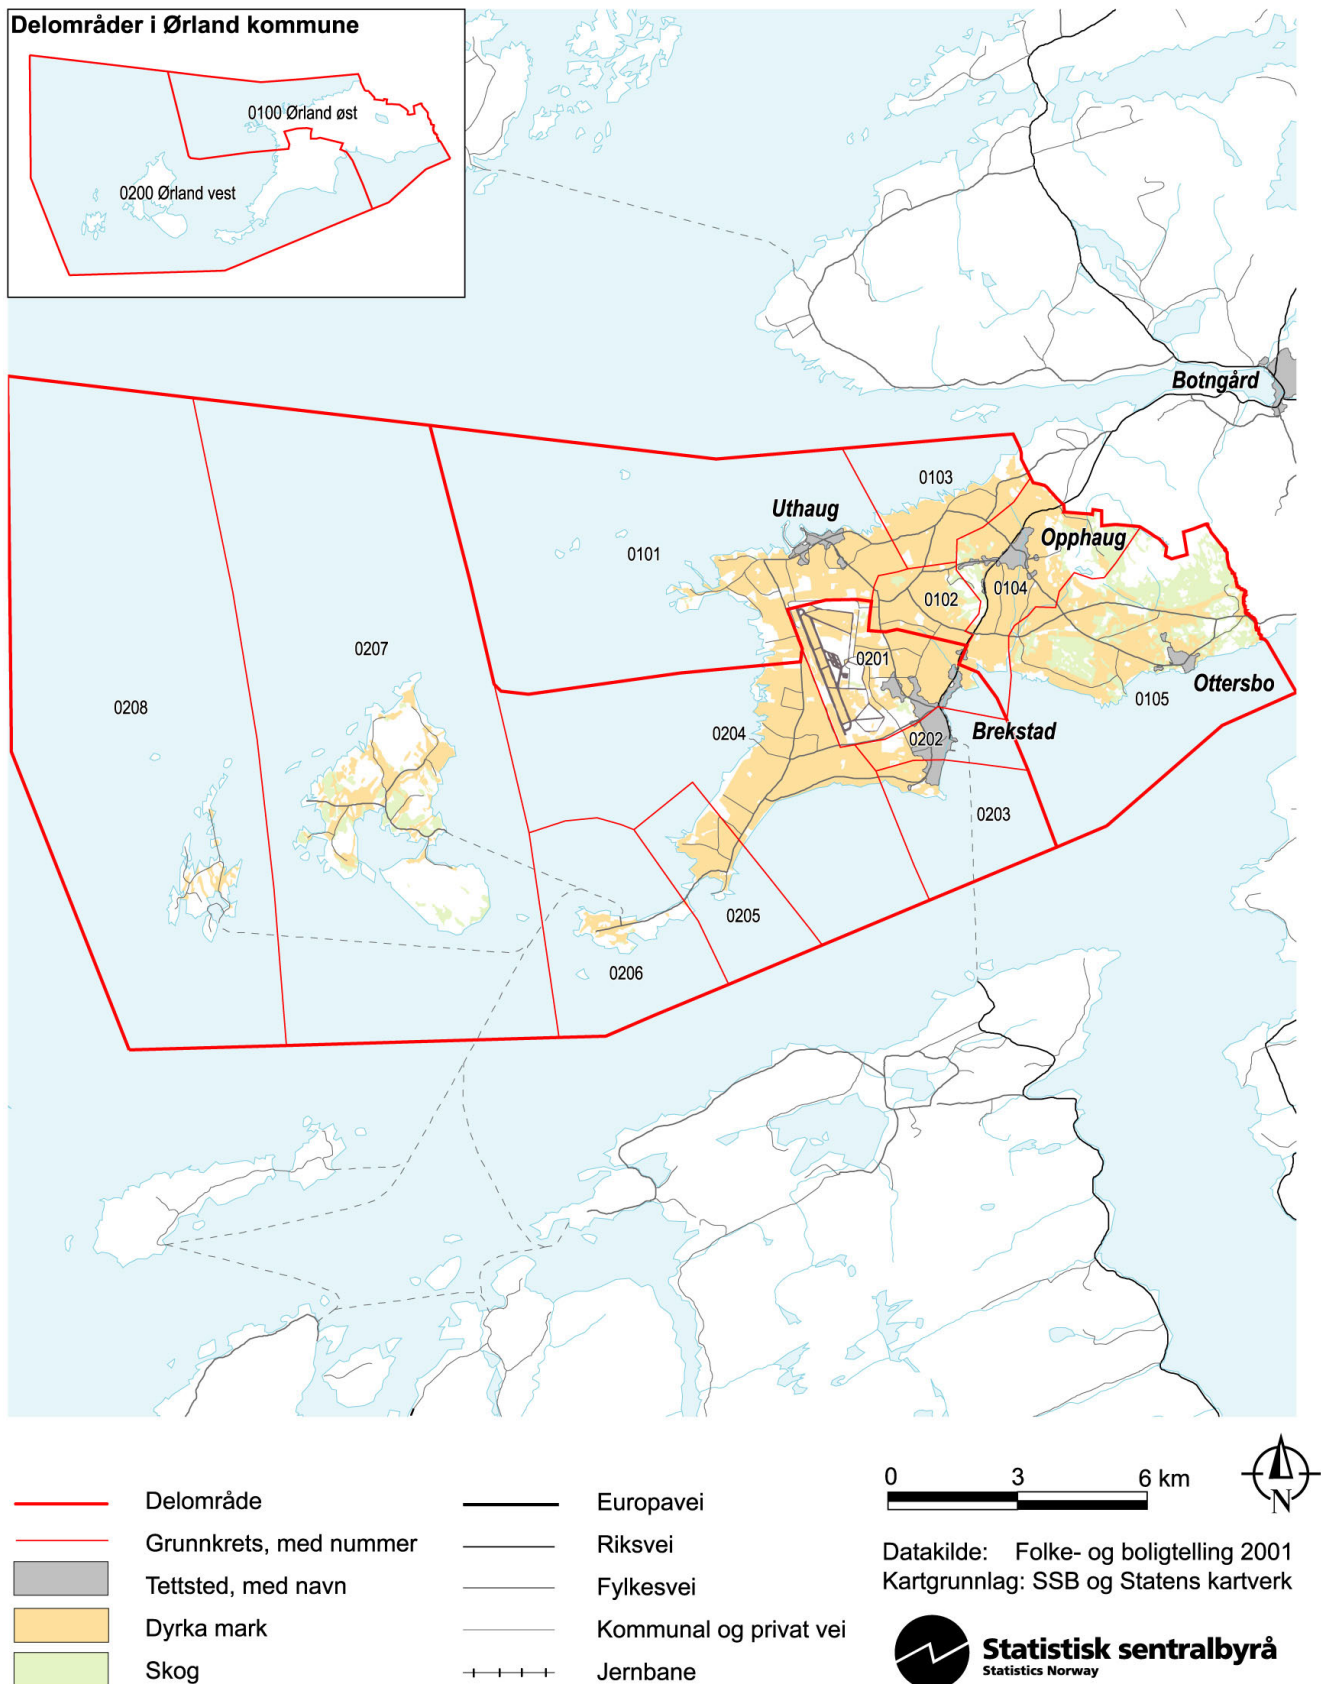 Delområder i Ørland kommune
0100 Ørland øst
0200 Ørland vest
Botngård
0103
Uthaug
Opphaug
0101
0102
0104
0207
0201
0105
Ottersbo
0208
0204
0202
Brekstad
0203
0205
0206
Delområde
Grunnkrets, med nummer
Tettsted, med navn
Dyrka mark
Skog
Europavei
Riksvei
Fylkesvei
Kommunal og privat vei
Jernbane
0 3 6 km
N
Datakilde: Folke- og boligtelling 2001
Kartgrunnlag: SSB og Statens kartverk
Statistisk sentralbyrå
Statistics Norway